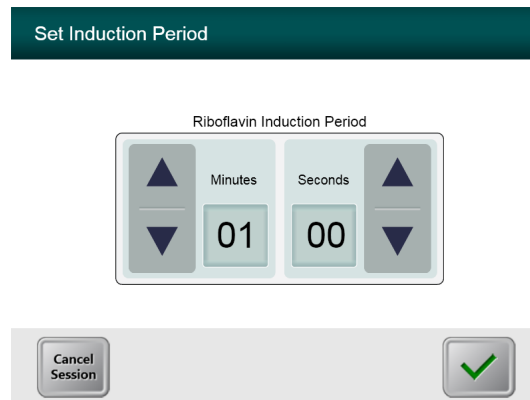 Set Induction Period
Riboflavin Induction Period
Minutes
Seconds
01
00
Cancel
Session